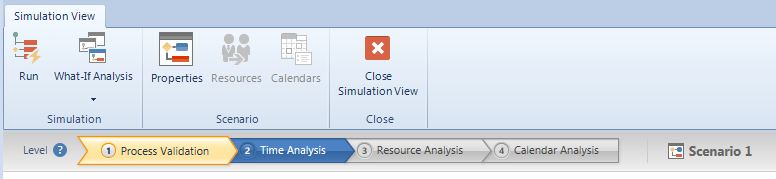 Simulation View
Run
What-If Analysis
Properties
Resources
Calendars
Close
Simulation View
Simulation
Scenario
Close
Level ? 1 Process Validation 2 Time Analysis 3 Resource Analysis 4 Calendar Analysis Scenario 1